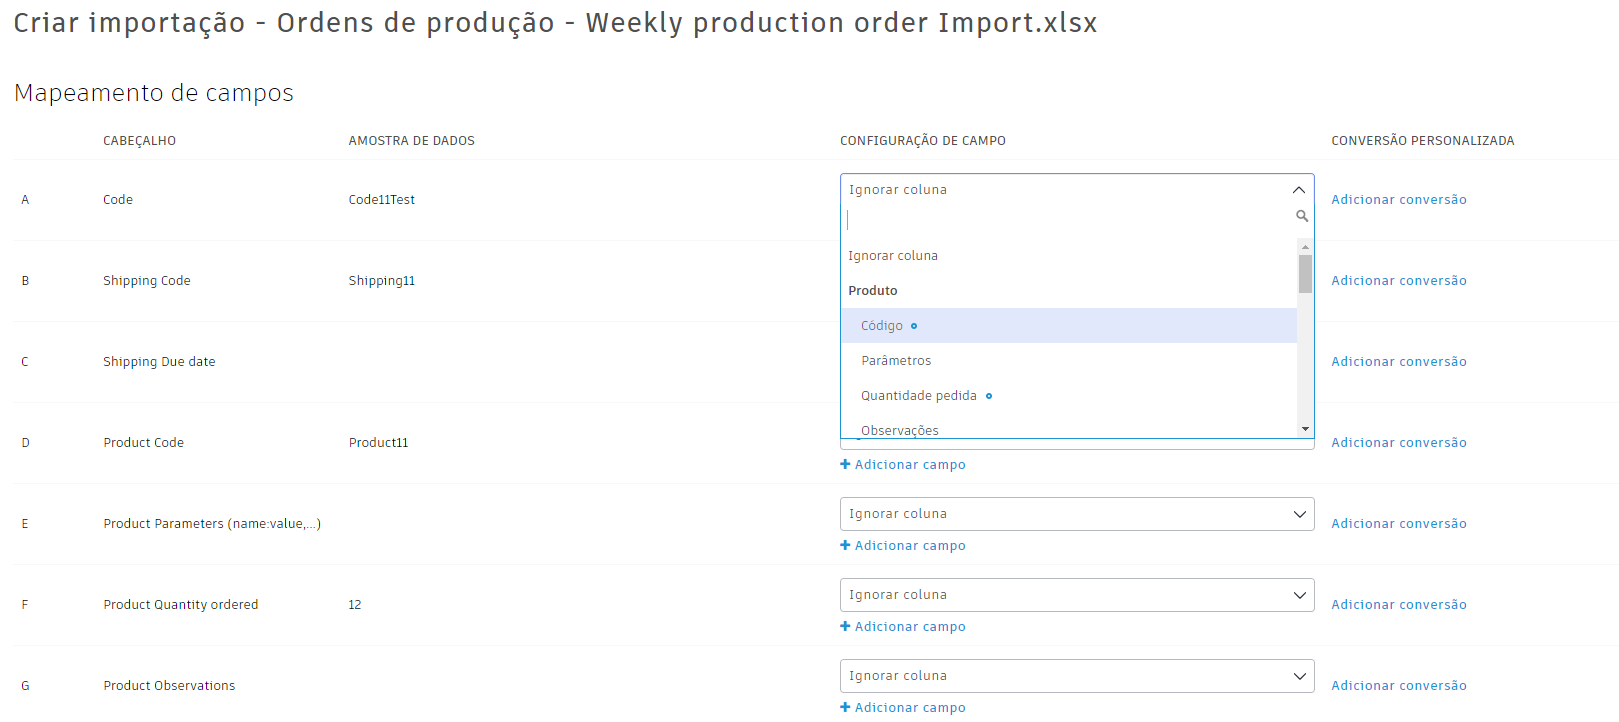 Criar importação - Ordens de produção - Weekly production order Import.xlsx
Mapeamento de campos
CABEÇALHO AMOSTRA DE DADOS CONFIGURAÇÃO DE CAMPO CONVERSÃO PERSONALIZADA
A Code Code11Test Ignorar coluna Adicionar conversão
Ignorar coluna
B Shipping Code Shipping11 Adicionar conversão
Produto
Código
C Shipping Due date Parâmetros Adicionar conversão
Quantidade pedida
Observações
D Product Code Product11 Adicionar conversão
+ Adicionar campo
E Product Parameters (name:value,...) Ignorar coluna Adicionar conversão
+ Adicionar campo
F Product Quantity ordered 12 Ignorar coluna Adicionar conversão
+ Adicionar campo
G Product Observations Ignorar coluna Adicionar conversão
+ Adicionar campo